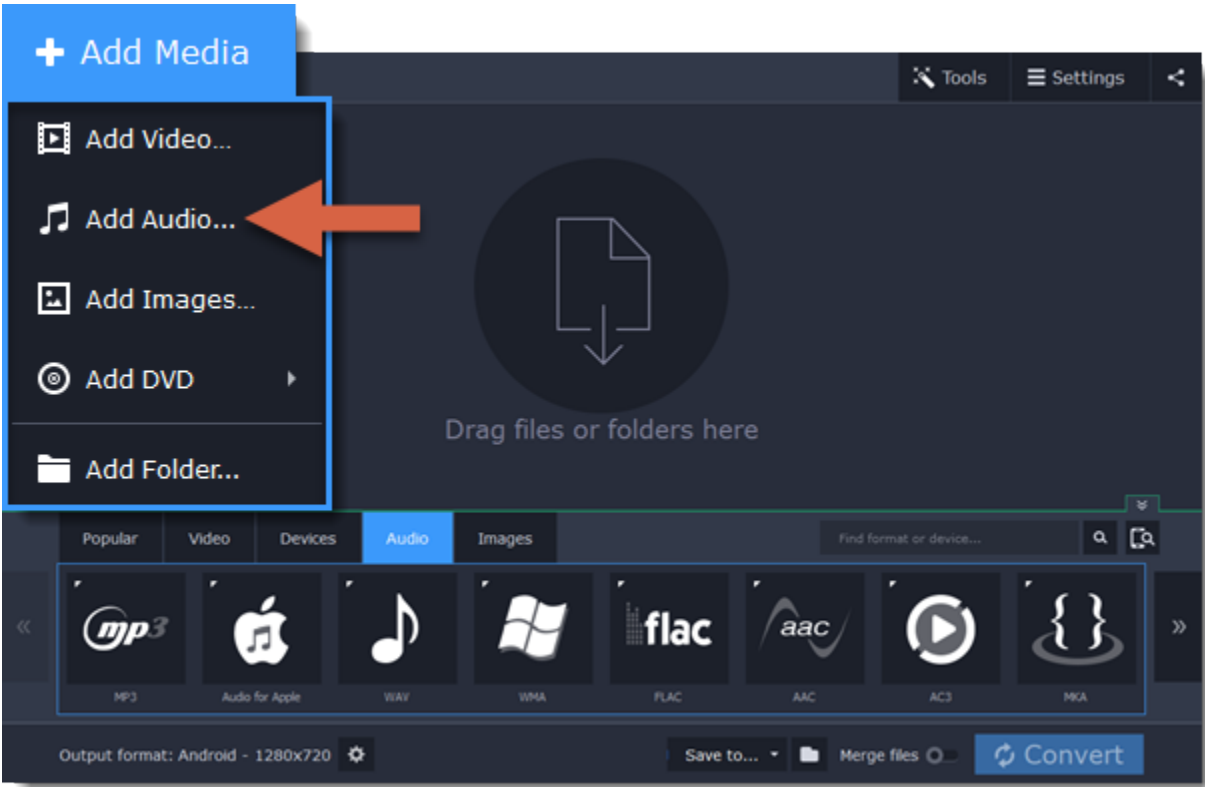 Add Media
Tools
Settings
Add Video...
Add Audio...
Add Images...
Add DVD
Add Folder...
Drag files or folders here
Popular
Video
Devices
Audio
Images
Find format or device...
mp3
flac
aac
{ }
MP3
Audio for Apple
WAV
WMA
FLAC
AAC
AC3
MKA
Output format: Android - 1280x720
Save to...
Merge files
Convert